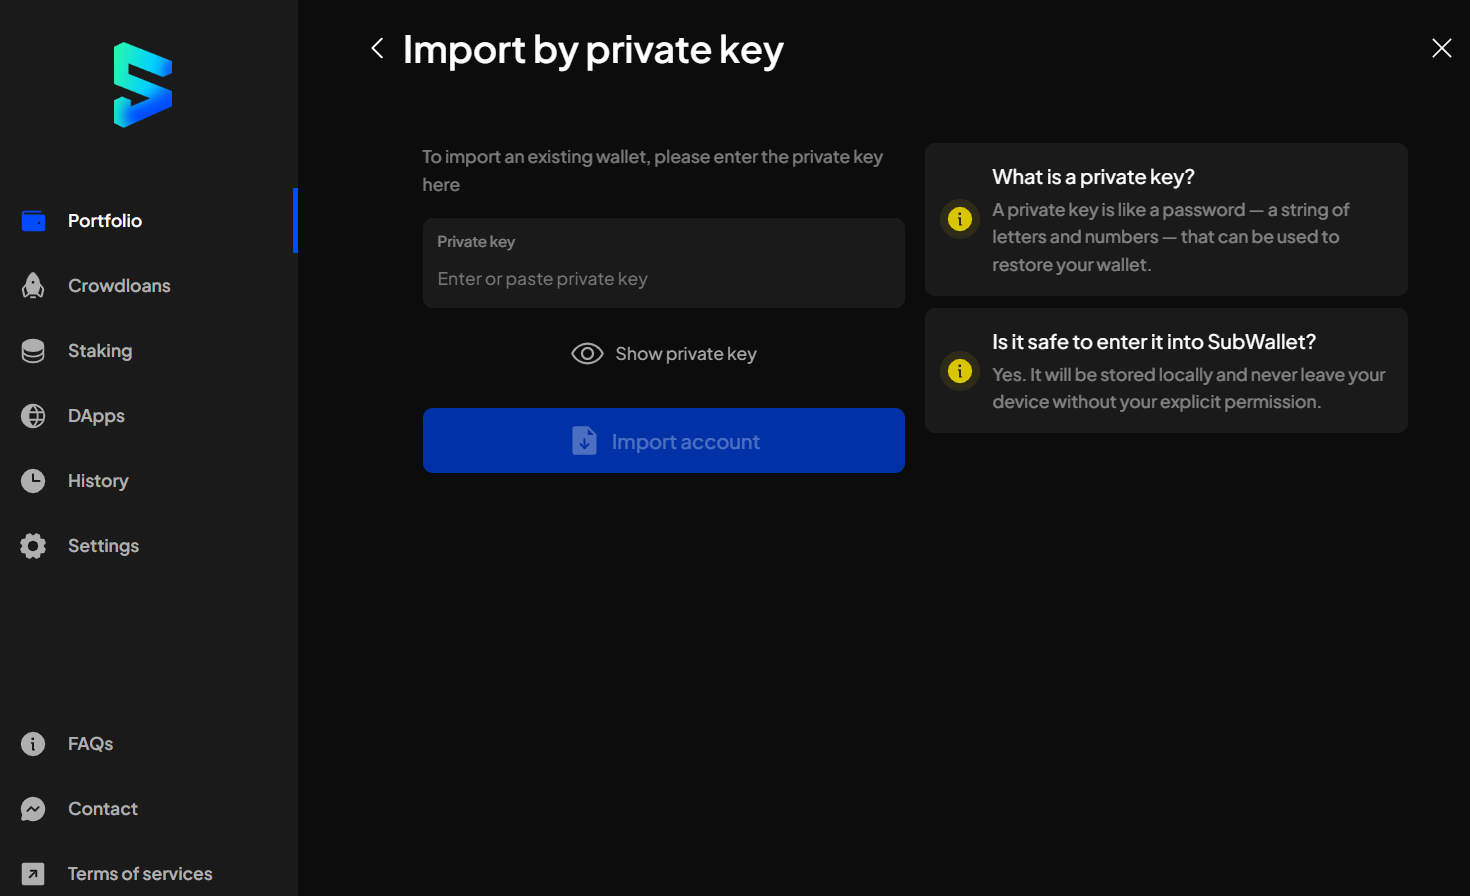 Import by private key
Portfolio
Crowdloans
Staking
DApps
History
Settings
FAQs
Contact
Terms of services
To import an existing wallet, please enter the private key
here
Private key
Enter or paste private key
Show private key
Import account
What is a private key?
A private key is like a password — a string of
letters and numbers — that can be used to
restore your wallet.
Is it safe to enter it into SubWallet?
Yes. It will be stored locally and never leave your
device without your explicit permission.